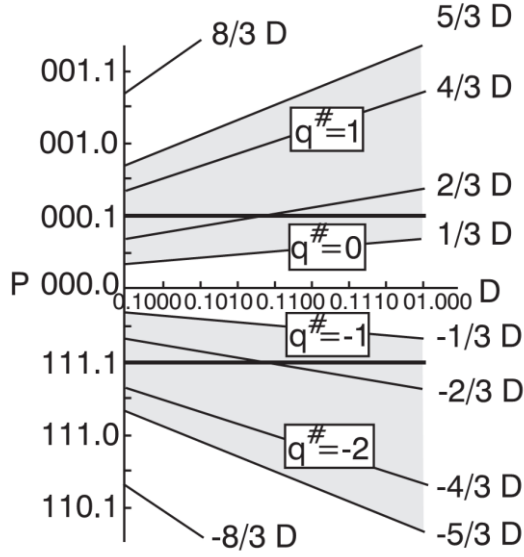 5/3 D
8/3 D
001.1
4/3 D
q#=1
001.0
2/3 D
000.1
1/3 D
q#=0
P 000.0
D
0.1000 0.1010 0.1100 0.1110 01.000
q#=-1
-1/3 D
111.1
-2/3 D
111.0
q#=-2
-4/3 D
110.1
-8/3 D
-5/3 D